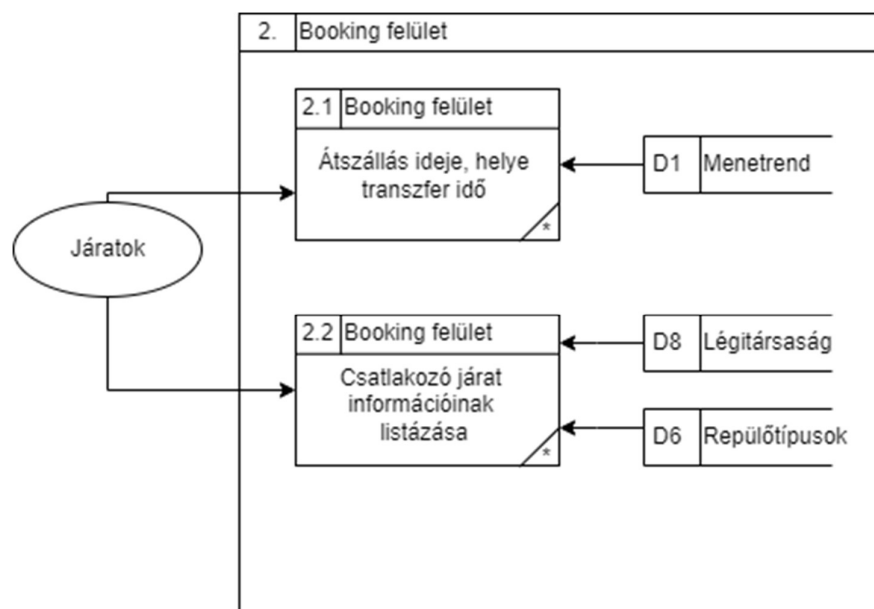 2. Booking felület
2.1 Booking felület
Átszállás ideje, helye
transzfer idő
*
D1 Menetrend
Járatok
2.2 Booking felület
Csatlakozó járat
információinak
listázása
*
D8 Légitársaság
D6 Repülőtípusok